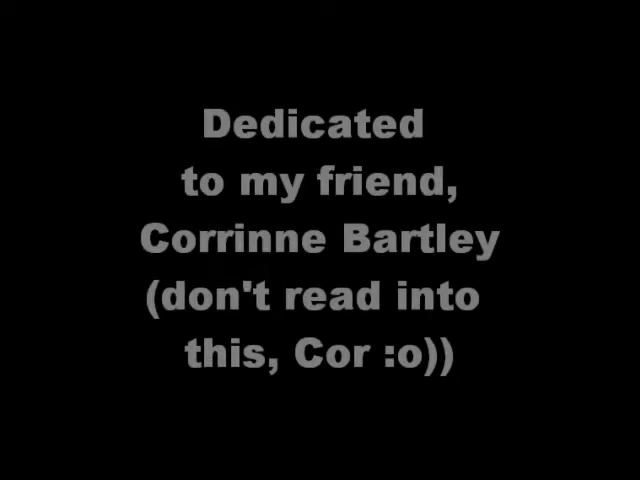 Dedicated
to my friend,
Corrinne Bartley
(don't read into
this, Cor :o))